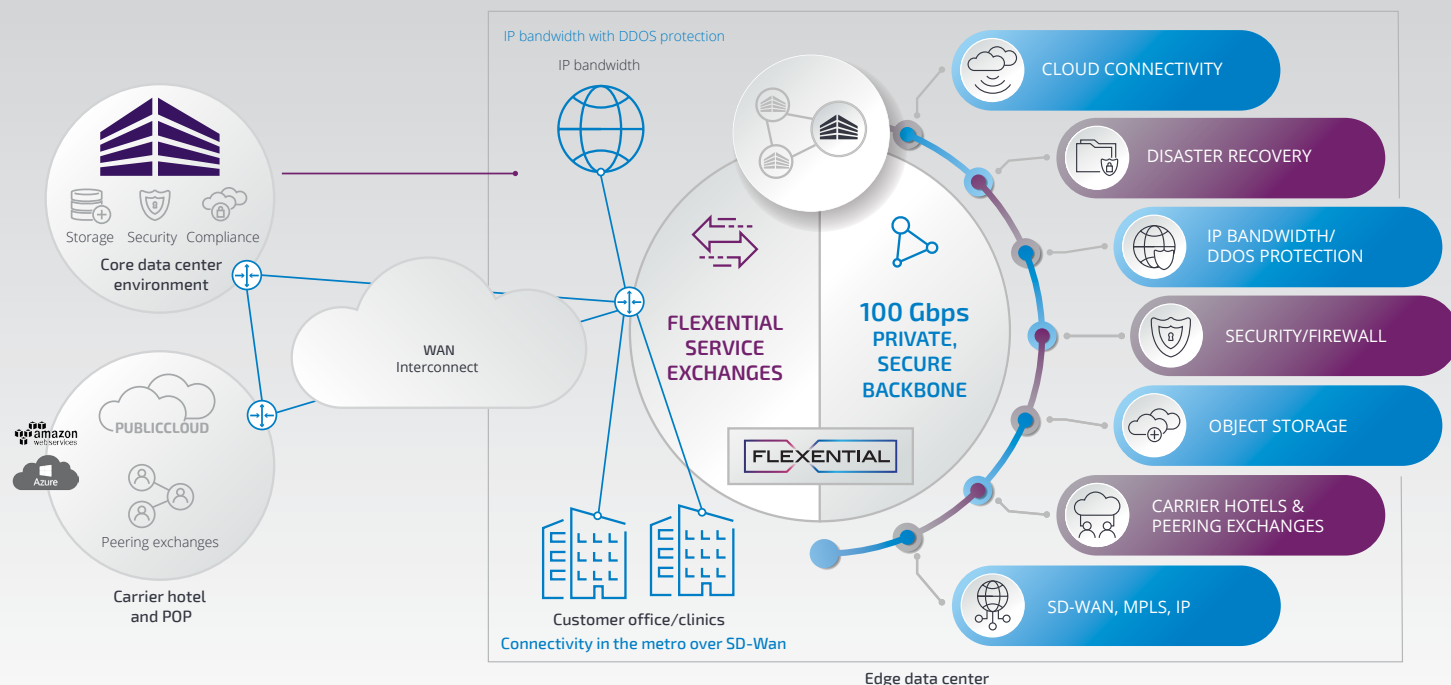 IP bandwidth with DDOS protection
IP bandwidth
Storage
Security
Compliance
Core data center
environment
PUBLICCLOUD
amazon
webservices
Azure
Peering exchanges
Carrier hotel
and POP
WAN
Interconnect
FLEXENTIAL
SERVICE
EXCHANGES
100 Gbps
PRIVATE,
SECURE
BACKBONE
FLEXENTIAL
Customer office/clinics
Connectivity in the metro over SD-Wan
CLOUD CONNECTIVITY
DISASTER RECOVERY
IP BANDWIDTH/
DDOS PROTECTION
SECURITY/FIREWALL
OBJECT STORAGE
CARRIER HOTELS &
PEERING EXCHANGES
SD-WAN, MPLS, IP
Edge data center